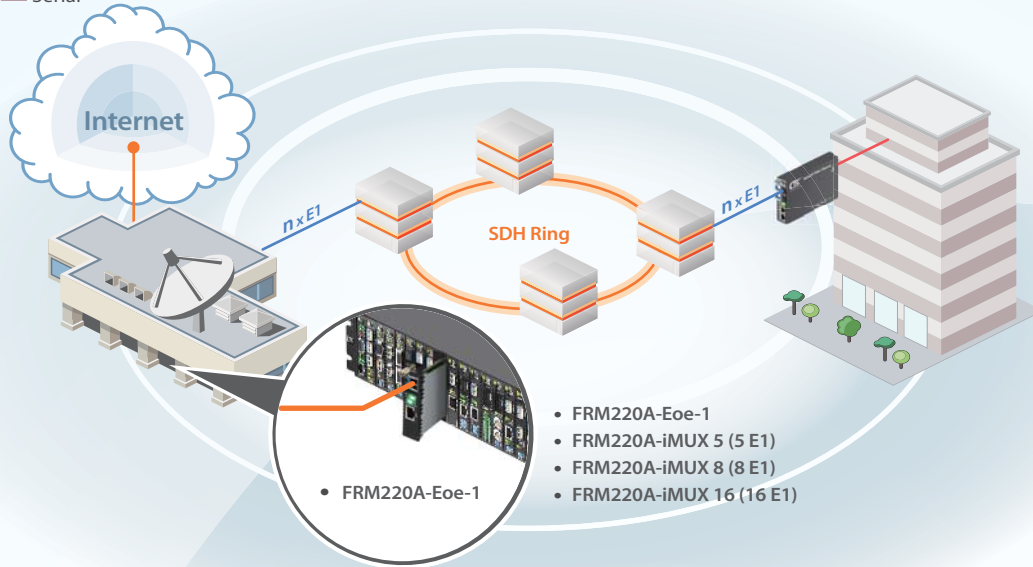 Serial
Internet
n x E1
n x E1
SDH Ring
• FRM220A-Eoe-1
• FRM220A-Eoe-1
• FRM220A-iMUX 5 (5 E1)
• FRM220A-iMUX 8 (8 E1)
• FRM220A-iMUX 16 (16 E1)